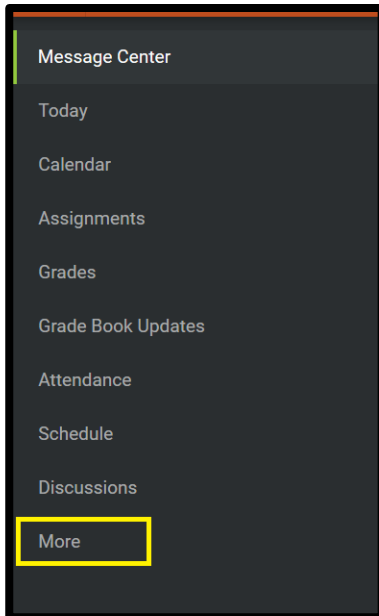 Message Center
Today
Calendar
Assignments
Grades
Grade Book Updates
Attendance
Schedule
Discussions
More